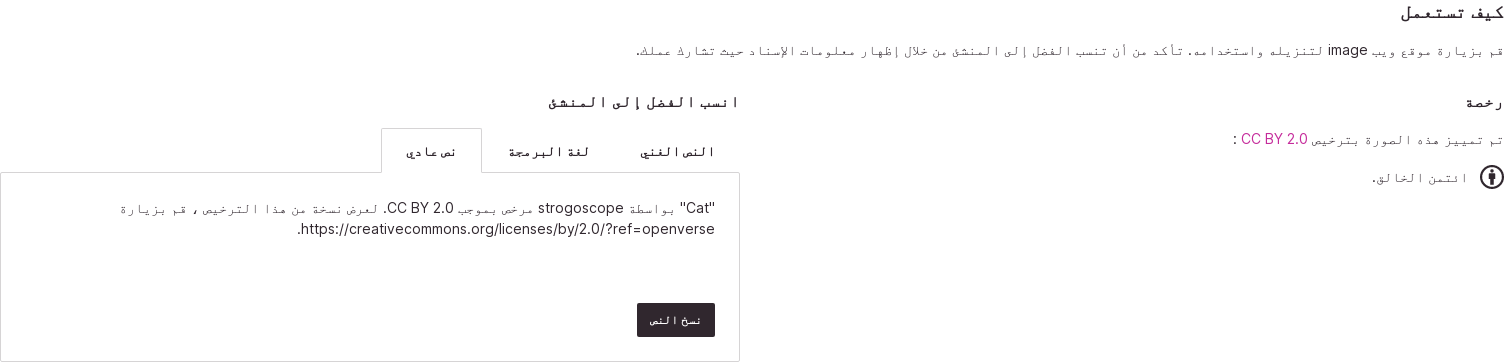 كيف تستعمل
قم بزيارة موقع ويب image لتنزيله واستخدامه. تأكد من أن تنسب الفضل إلى المنشئ من خلال إظهار معلومات الإسناد حيث تشارك عملك.
رخصة
تم تمييز هذه الصورة بترخيص CC BY 2.0 :
ائتمن الخالق.
انسب الفضل إلى المنشئ
النص الغني
لغة البرمجة
نص عادي
"Cat" بواسطة strogoscope مرخص بموجب CC BY 2.0. لعرض نسخة من هذا الترخيص ، قم بزيارة
https://creativecommons.org/licenses/by/2.0/?ref=openverse.
نسخ النص